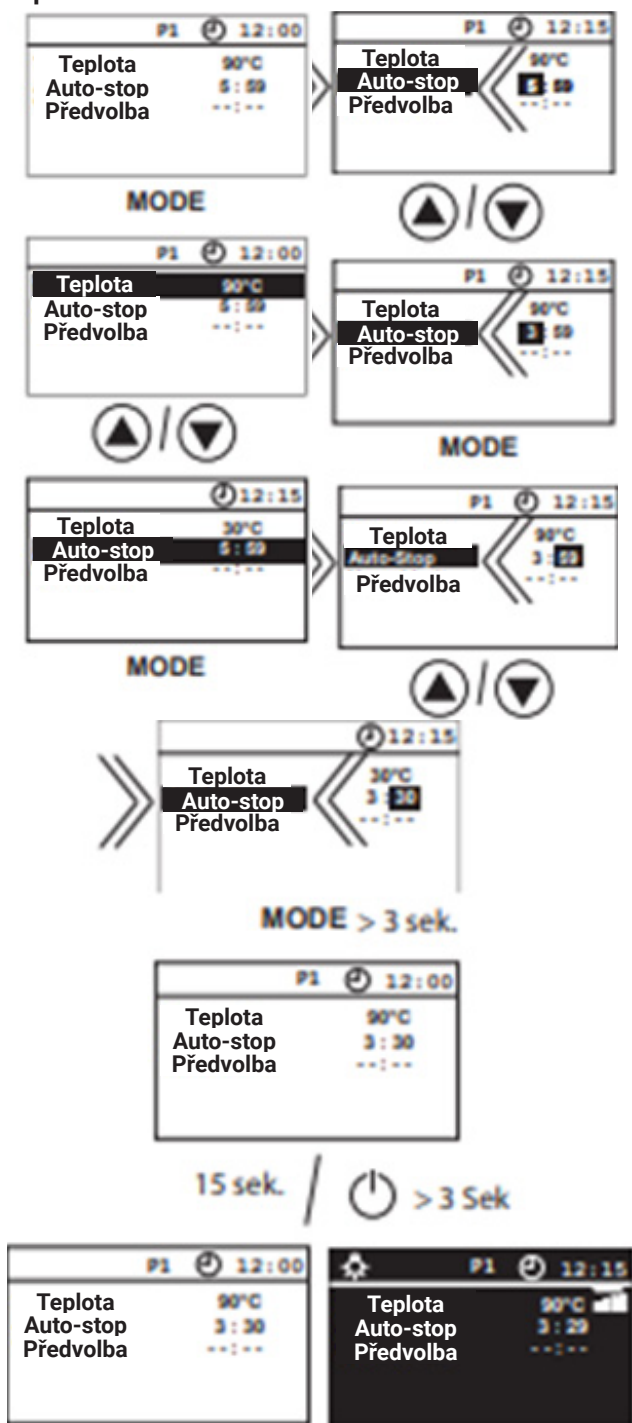 P1 12:00
Teplota 90°C
Auto-stop 5:59
Předvolba --:--
MODE
P1 12:00
Teplota 90°C
Auto-stop 5:59
Předvolba --:--
12:15
Teplota 30°C
Auto-stop 5:59
Předvolba --:--
MODE
P1 12:15
Teplota 90°C
Auto-stop 5:59
Předvolba --:--
/
P1 12:15
Teplota 90°C
Auto-stop 3:59
Předvolba --:--
MODE
P1 12:15
Teplota 90°C
Auto-Stop 3:59
Předvolba --:--
/
12:15
Teplota 30°C
Auto-stop 3:30
Předvolba --:--
MODE > 3 sek.
P1 12:00
Teplota 90°C
Auto-stop 3:30
Předvolba --:--
15 sek. / > 3 Sek
P1 12:00
Teplota 90°C
Auto-stop 3:30
Předvolba --:--
P1 12:15
Teplota 90°C
Auto-stop 3:29
Předvolba --:--